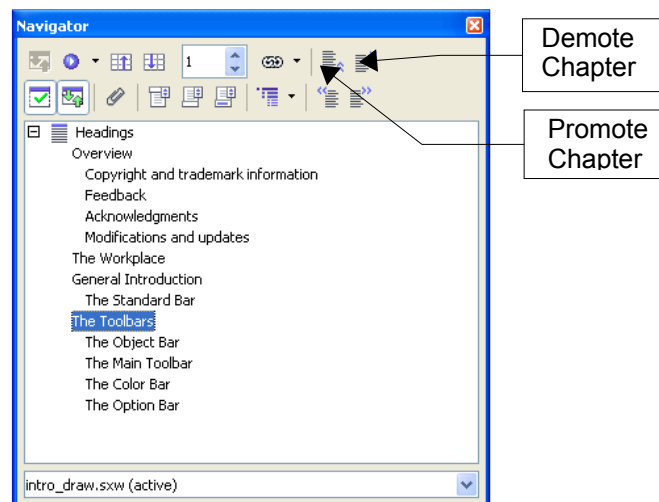 Navigator
Demote
Chapter
1
Promote
Chapter
Headings
Overview
Copyright and trademark information
Feedback
Acknowledgments
Modifications and updates
The Workplace
General Introduction
The Standard Bar
The Toolbars
The Object Bar
The Main Toolbar
The Color Bar
The Option Bar
intro_draw.sxw (active)